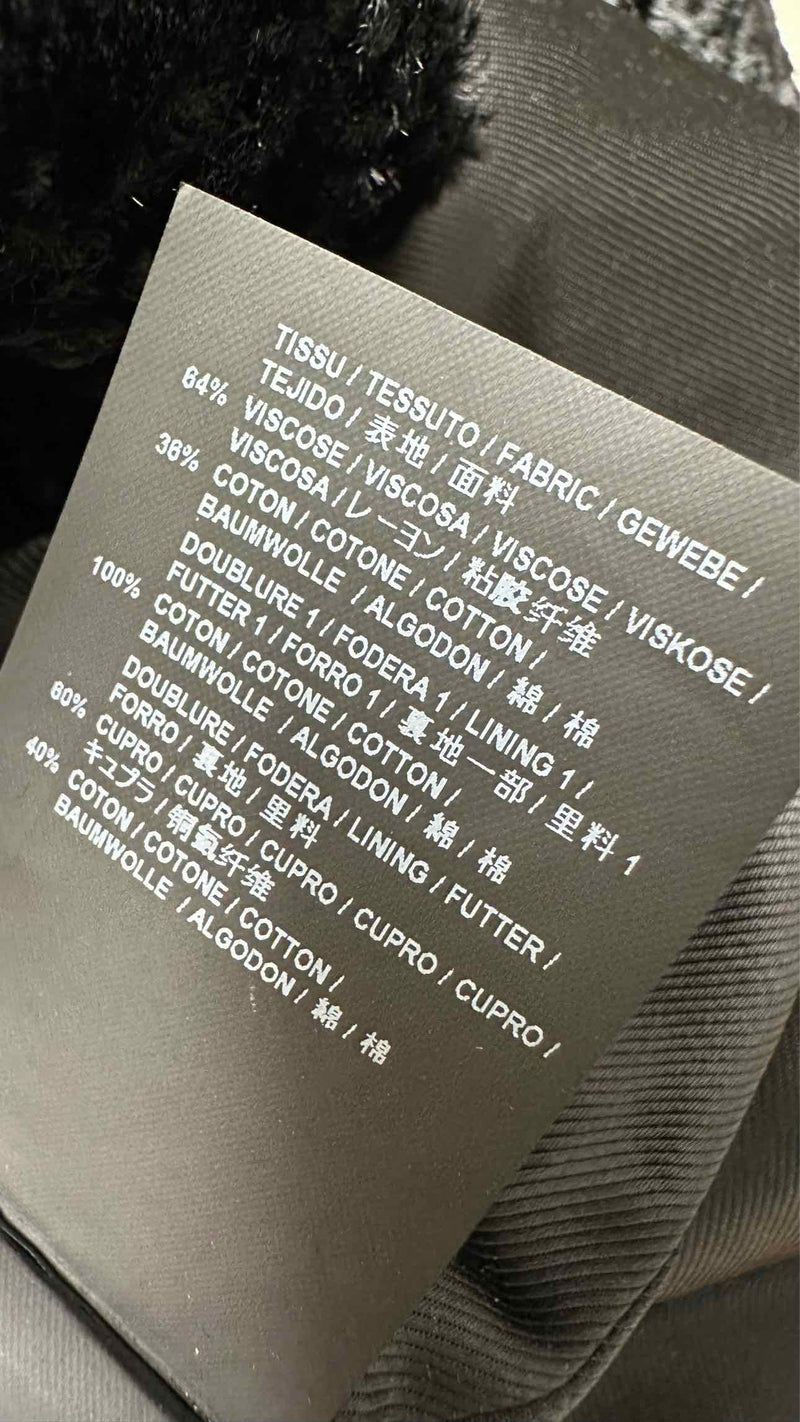 TISSU / TESSUTO / FABRIC / GEWEBE /
TEJIDO / 表地 / 面料
64% VISCOSE / VISCOSA / VISCOSE / VISKOSE /
VISCOSA / レーヨン / 粘胶纤维
36% COTON / COTONE / COTTON /
BAUMWOLLE / ALGODON / 綿 / 棉
DOUBLURE 1 / FODERA 1 / LINING 1 /
FUTTER 1 / FORRO 1 / 裏地一部 / 里料 1
100% COTON / COTONE / COTTON /
BAUMWOLLE / ALGODON / 綿 / 棉
DOUBLURE / FODERA / LINING / FUTTER /
FORRO / 裏地 / 里料
60% CUPRO / CUPRO / CUPRO / CUPRO / CUPRO /
キュプラ / 铜氨纤维
40% COTON / COTONE / COTTON /
BAUMWOLLE / ALGODON / 綿 / 棉